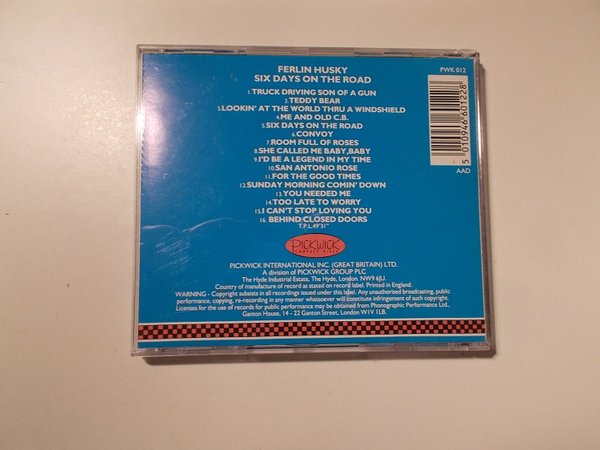 FERLIN HUSKY
SIX DAYS ON THE ROAD
PWK 012
1.TRUCK DRIVING SON OF A GUN
2.TEDDY BEAR
3.LOOKIN' AT THE WORLD THRU A WINDSHIELD
4.ME AND OLD C.B.
5.SIX DAYS ON THE ROAD
6.CONVOY
7.ROOM FULL OF ROSES
8.SHE CALLED ME BABY,BABY
9.I'D BE A LEGEND IN MY TIME
10.SAN ANTONIO ROSE
11.FOR THE GOOD TIMES
12.SUNDAY MORNING COMIN' DOWN
13.YOU NEEDED ME
14.TOO LATE TO WORRY
15.I CAN'T STOP LOVING YOU
16. BEHIND CLOSED DOORS
T.P.L.49'31"
5 010946 601228
AAD
PICKWICK
COMPACT DISCS
PICKWICK INTERNATIONAL INC. (GREAT BRITAIN) LTD.
A division of PICKWICK GROUP PLC
The Hyde Industrial Estate, The Hyde, London. NW9 6JU.
Country of manufacture of record as stated on record label. Printed in England.
WARNING - Copyright subsists in all recordings issued under this label. Any unauthorised broadcasting, public
performance, copying, re-recording in any manner whatsoever will constitute infringement of such copyright.
Licenses for the use of records for public performance may be obtained from Phonographic Performance Ltd.,
Ganton House, 14 - 22 Ganton Street, London W1V 1LB.